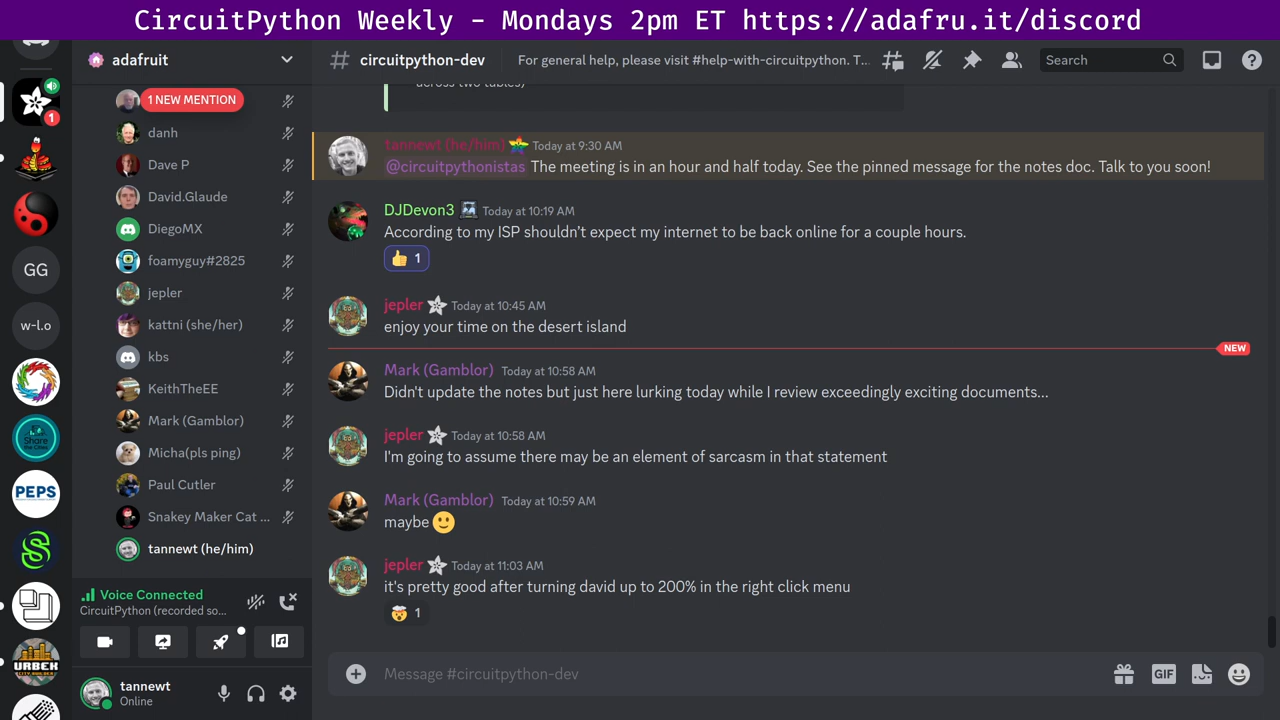 CircuitPython Weekly - Mondays 2pm ET https://adafru.it/discord
adafruit
circuitpython-dev
For general help, please visit #help-with-circuitpython. T...
Search
1
GG
w-l.o
Share
PEPS
URBEK
1 NEW MENTION
danh
Dave P
David.Glaude
DiegoMX
foamyguy#2825
jepler
kattni (she/her)
kbs
KeithTheEE
Mark (Gamblor)
Micha(pls ping)
Paul Cutler
Snakey Maker Cat ...
tannewt (he/him)
Voice Connected
CircuitPython (recorded so...
tannewt
Online
across two tables)
tannewt (he/him) Today at 9:30 AM
@circuitpythonistas The meeting is in an hour and half today. See the pinned message for the notes doc. Talk to you soon!
DJDevon3 Today at 10:19 AM
According to my ISP shouldn't expect my internet to be back online for a couple hours.
👍 1
jepler Today at 10:45 AM
enjoy your time on the desert island
NEW
Mark (Gamblor) Today at 10:58 AM
Didn't update the notes but just here lurking today while I review exceedingly exciting documents...
jepler Today at 10:58 AM
I'm going to assume there may be an element of sarcasm in that statement
Mark (Gamblor) Today at 10:59 AM
maybe 🙂
jepler Today at 11:03 AM
it's pretty good after turning david up to 200% in the right click menu
🤯 1
Message #circuitpython-dev
GIF